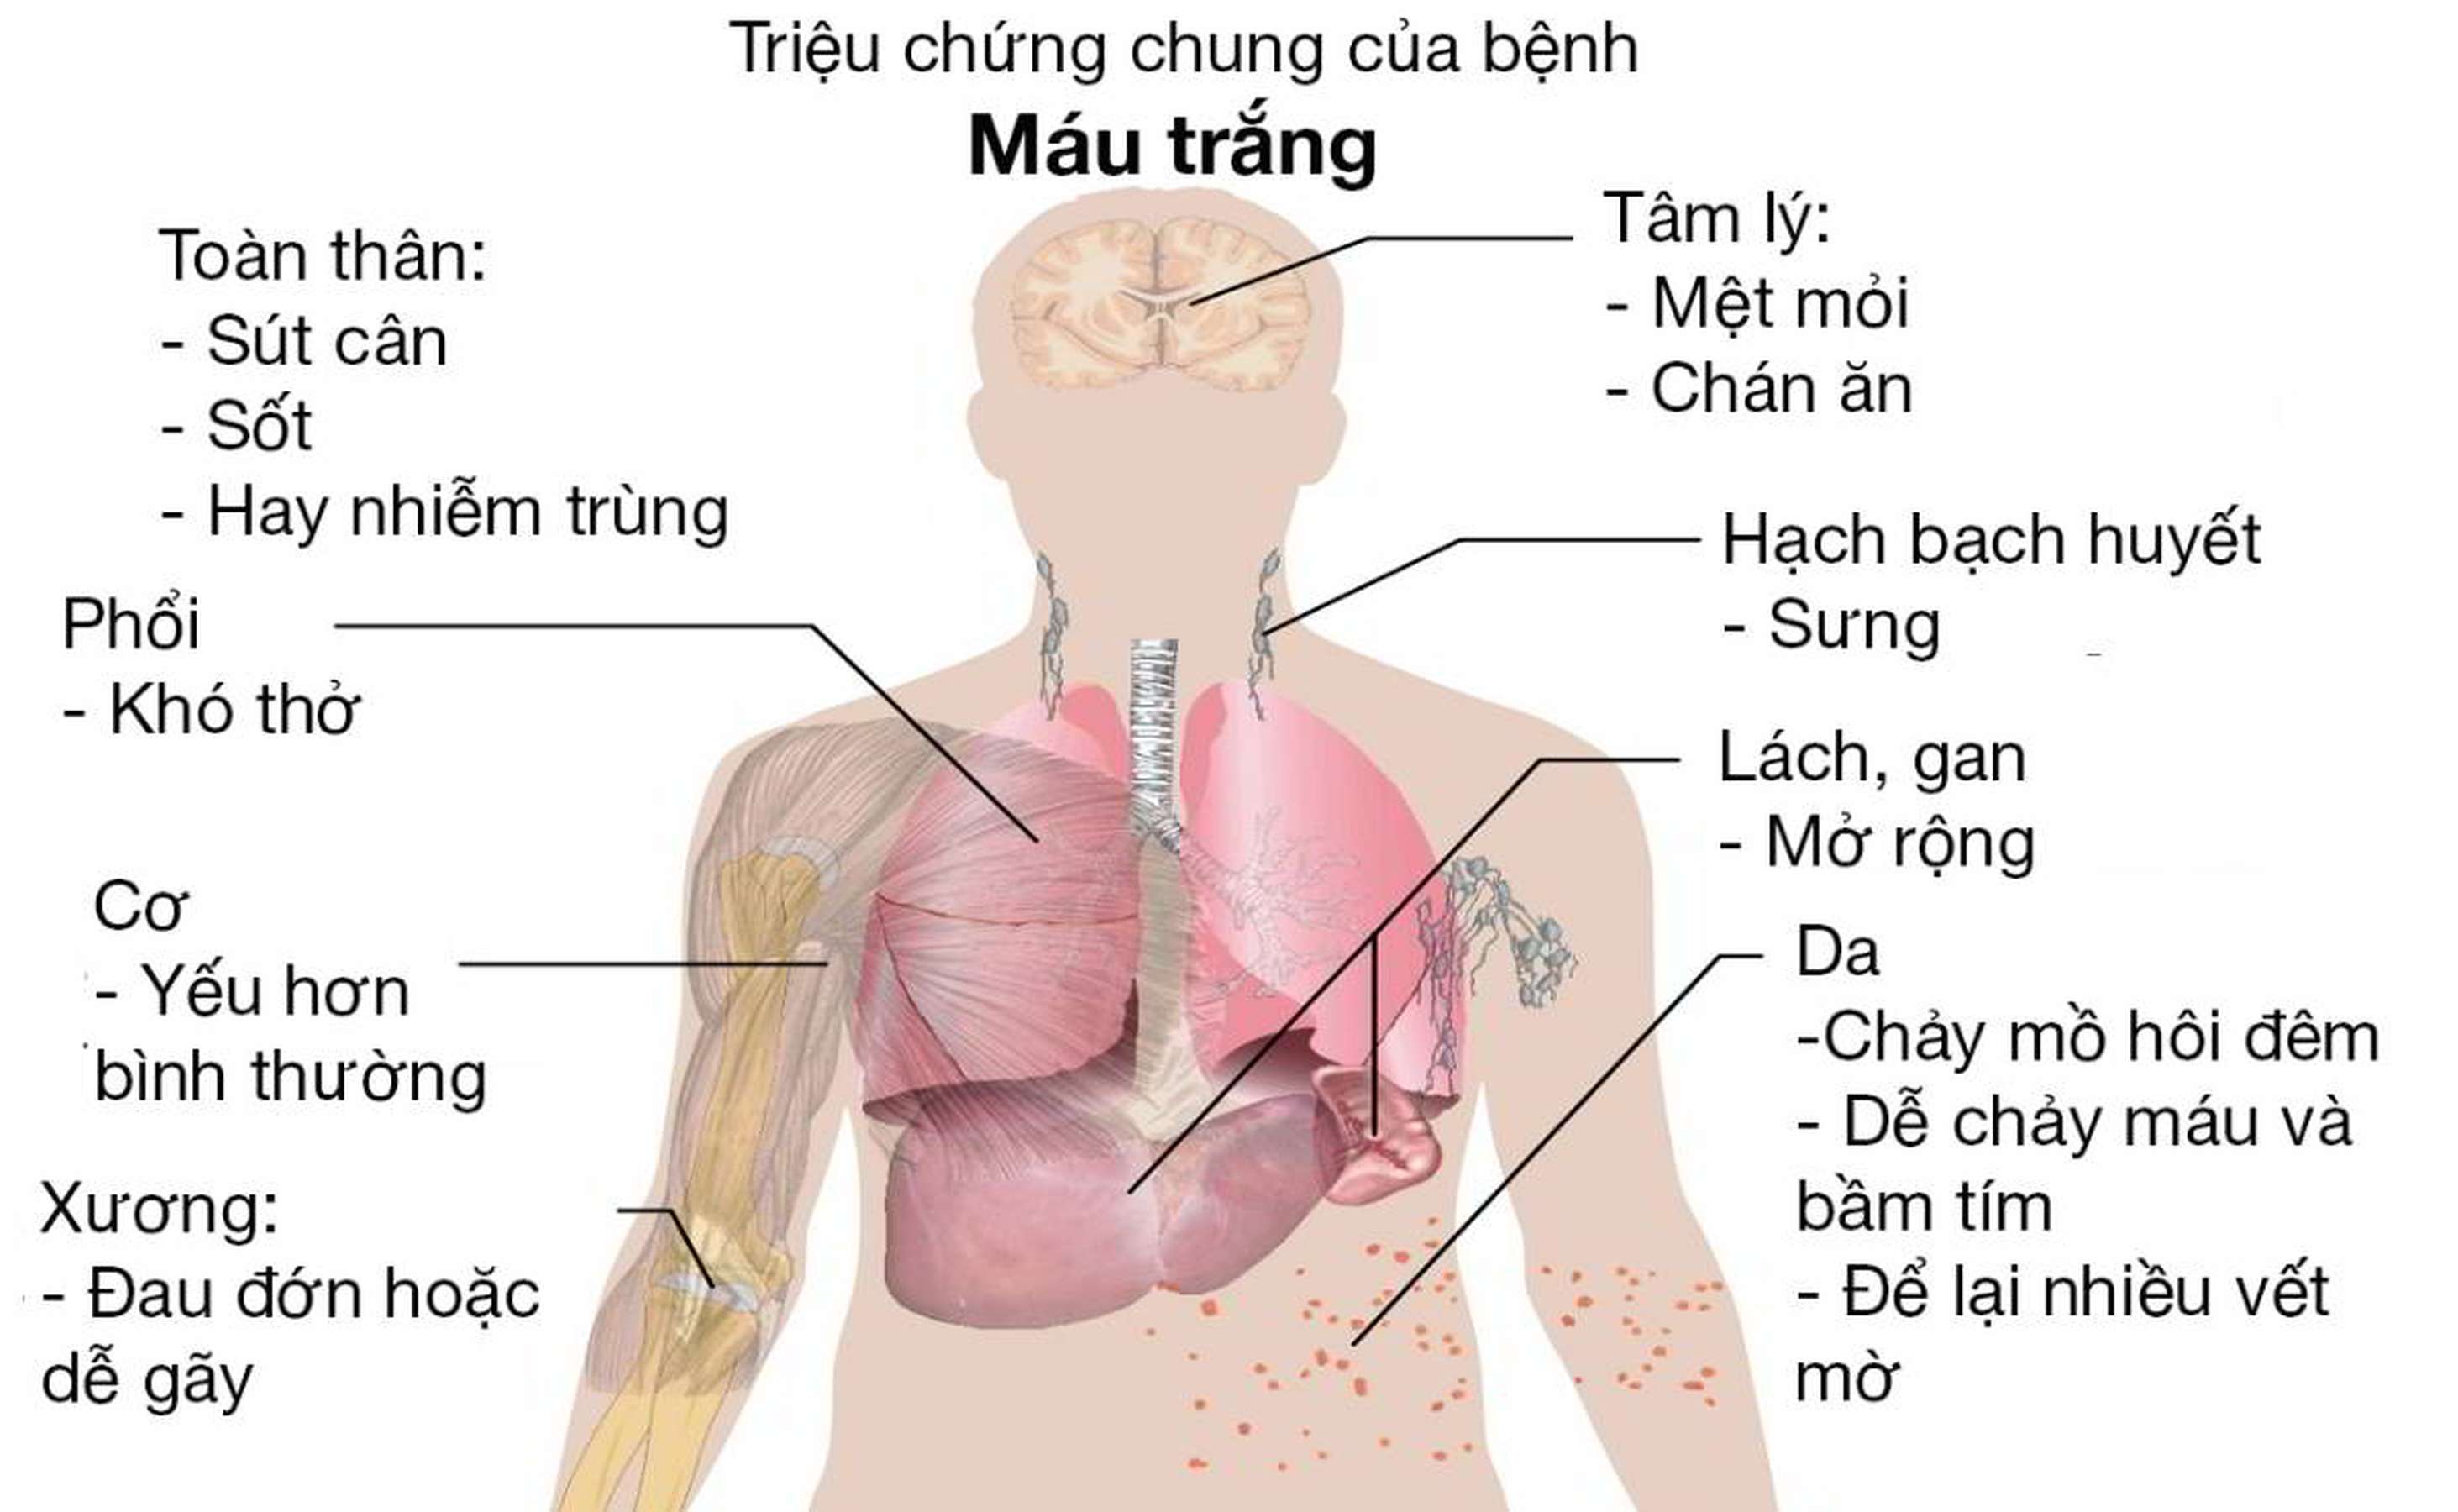 Triệu chứng chung của bệnh
Máu trắng
Toàn thân:
- Sút cân
- Sốt
- Hay nhiễm trùng
Phổi
- Khó thở
Cơ
- Yếu hơn
bình thường
Xương:
- Đau đớn hoặc
dễ gãy
Tâm lý:
- Mệt mỏi
- Chán ăn
Hạch bạch huyết
- Sưng
Lách, gan
- Mở rộng
Da
-Chảy mồ hôi đêm
- Dễ chảy máu và
bầm tím
- Để lại nhiều vết
mờ